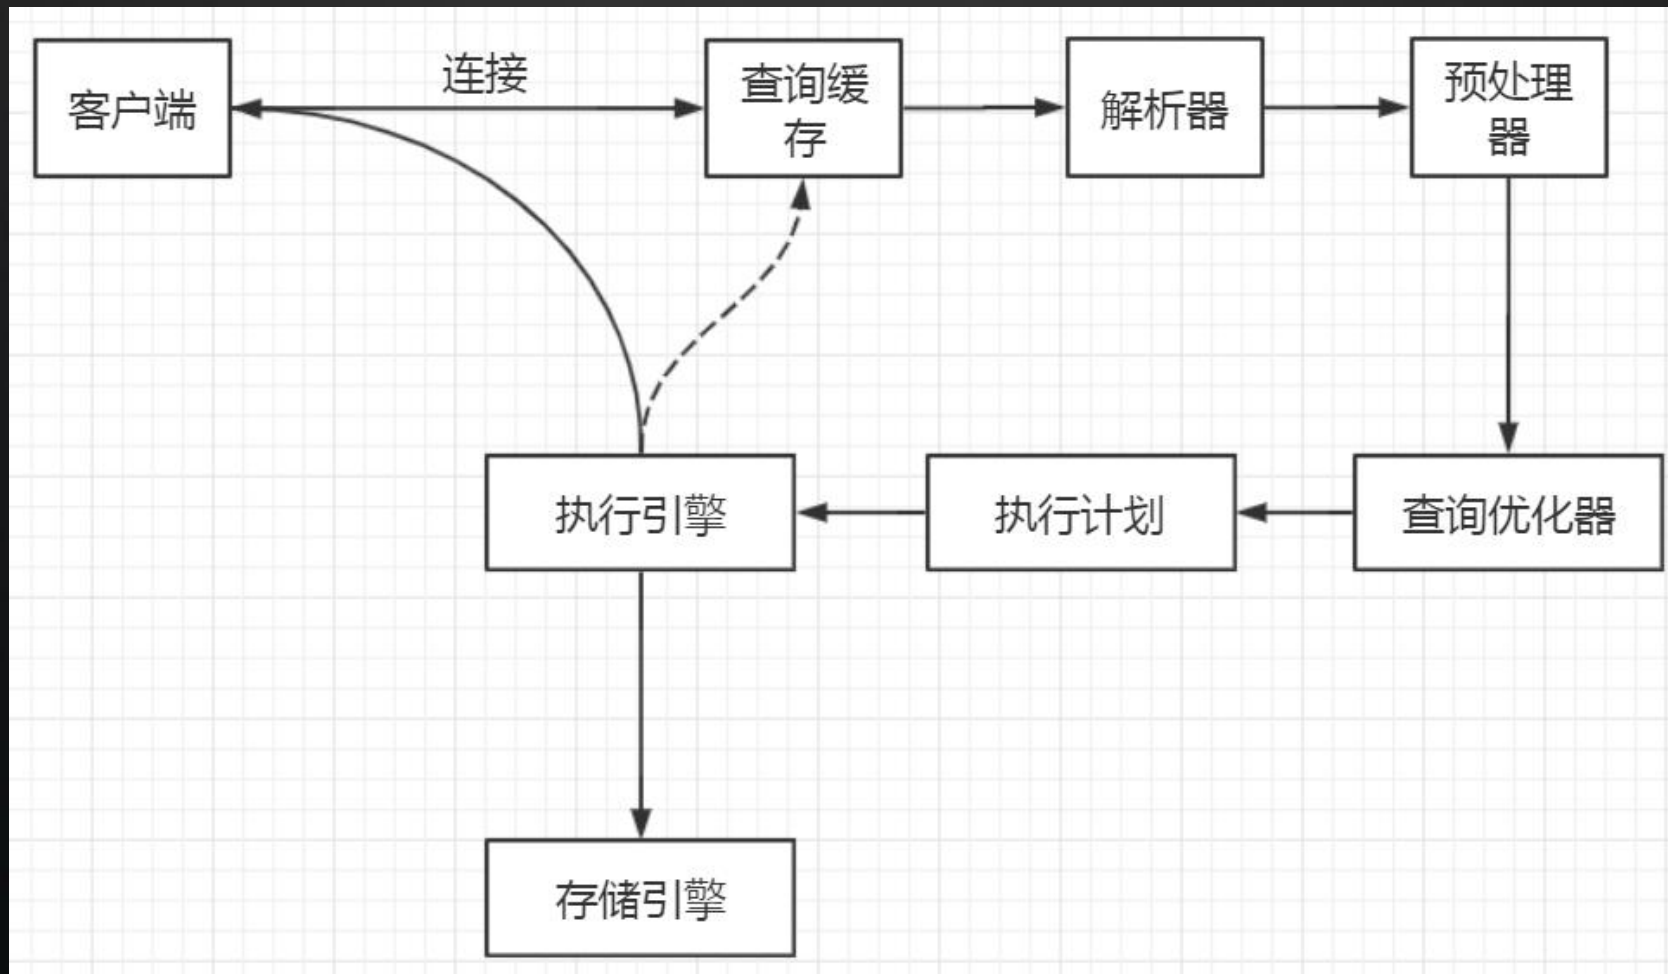 客户端
连接
查询缓
存
解析器
预处理
器
执行引擎
执行计划
查询优化器
存储引擎